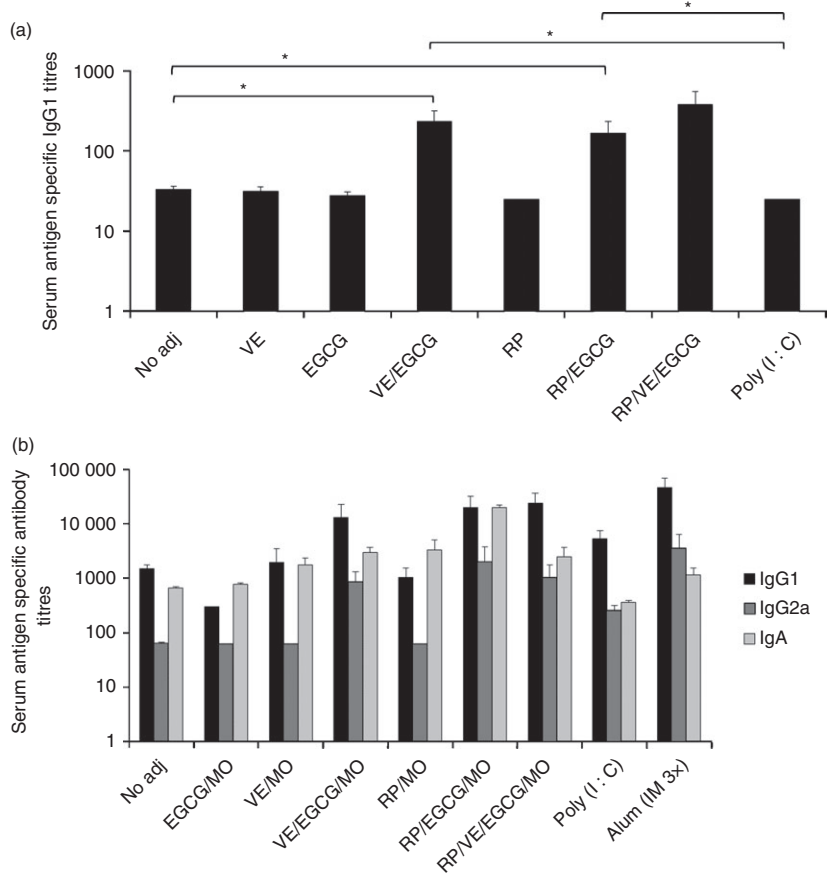 (a)
*
*
*
*
Serum antigen specific IgG1 titres
1000
100
10
1
No adj
VE
EGCG
VE/EGCG
RP
RP/EGCG
RP/VE/EGCG
Poly (I : C)
(b)
Serum antigen specific antibody
titres
100 000
10 000
1000
100
10
1
No adj
EGCG/MO
VE/MO
VE/EGCG/MO
RP/MO
RP/EGCG/MO
RP/VE/EGCG/MO
Poly (I : C)
Alum (IM 3×)
IgG1
IgG2a
IgA